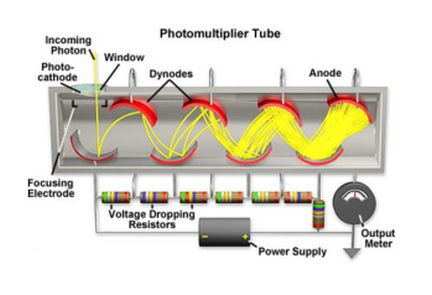 Photomultiplier Tube
Incoming
Photon
Window
Photo-
cathode
Dynodes
Anode
Focusing
Electrode
Voltage Dropping
Resistors
Power Supply
Output
Meter
- +